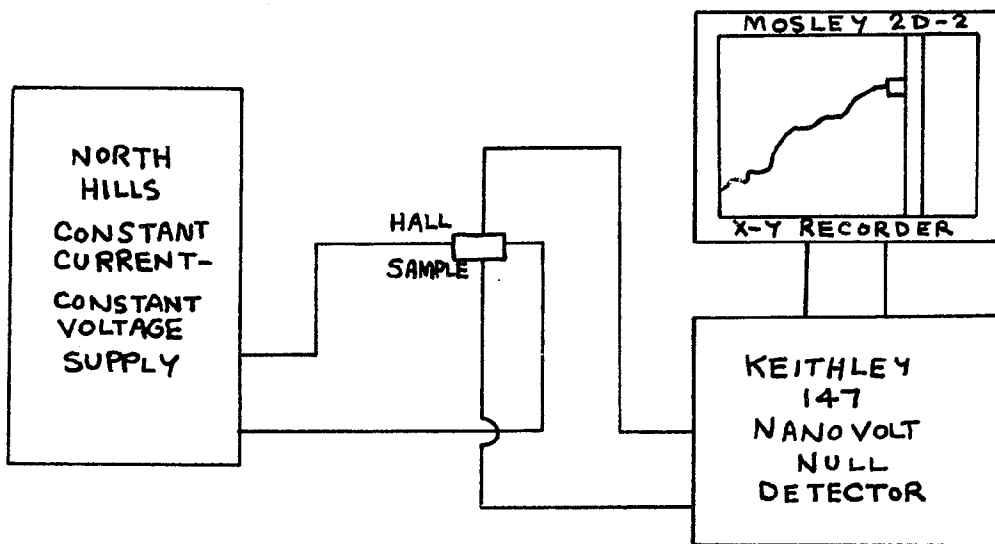 NORTH
HILLS
CONSTANT
CURRENT-
CONSTANT
VOLTAGE
SUPPLY
HALL
SAMPLE
MOSLEY 2D-2
X-Y RECORDER
KEITHLEY
147
NANOVOLT
NULL
DETECTOR